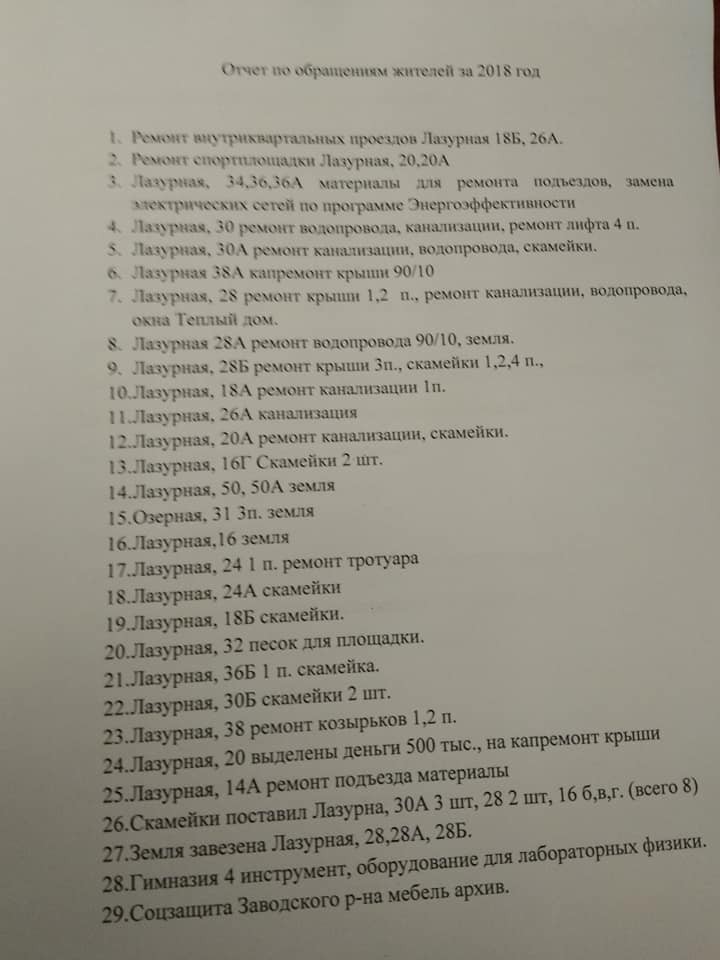 Отчет по обращениям жителей за 2018 год
1. Ремонт внутриквартальных проездов Лазурная 18Б, 26А.
2. Ремонт спортплощадки Лазурная, 20,20А
3. Лазурная, 34,36,36А материалы для ремонта подъездов, замена
электрических сетей по программе Энергоэффективности
4. Лазурная, 30 ремонт водопровода, канализации, ремонт лифта 4 п.
5. Лазурная, 30А ремонт канализации, водопровода, скамейки.
6. Лазурная 38А капремонт крыши 90/10
7. Лазурная, 28 ремонт крыши 1,2 п., ремонт канализации, водопровода,
окна Теплый дом.
8. Лазурная 28А ремонт водопровода 90/10, земля.
9. Лазурная, 28Б ремонт крыши 3п., скамейки 1,2,4 п.,
10.Лазурная, 18А ремонт канализации 1п.
11.Лазурная, 26А канализация
12.Лазурная, 20А ремонт канализации, скамейки.
13.Лазурная, 16Г Скамейки 2 шт.
14.Лазурная, 50, 50А земля
15.Озерная, 31 3п. земля
16.Лазурная,16 земля
17.Лазурная, 24 1 п. ремонт тротуара
18.Лазурная, 24А скамейки
19.Лазурная, 18Б скамейки.
20.Лазурная, 32 песок для площадки.
21.Лазурная, 36Б 1 п. скамейка.
22.Лазурная, 30Б скамейки 2 шт.
23.Лазурная, 38 ремонт козырьков 1,2 п.
24.Лазурная, 20 выделены деньги 500 тыс., на капремонт крыши
25.Лазурная, 14А ремонт подъезда материалы
26.Скамейки поставил Лазурна, 30А 3 шт, 28 2 шт, 16 б,в,г. (всего 8)
27.Земля завезена Лазурная, 28,28А, 28Б.
28.Гимназия 4 инструмент, оборудование для лабораторных физики.
29.Соцзащита Заводского р-на мебель архив.